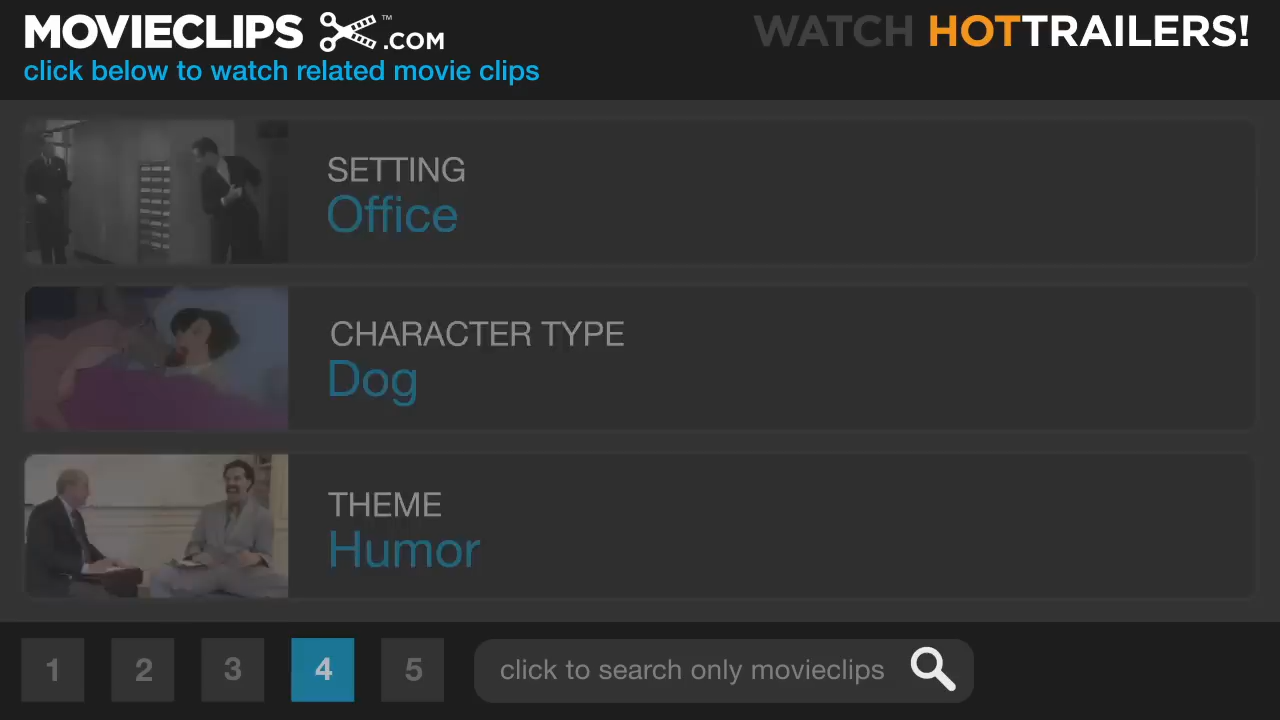 MOVIECLIPS ™ .COM
WATCH HOTTRAILERS!
click below to watch related movie clips
SETTING
Office
CHARACTER TYPE
Dog
THEME
Humor
1 2 3 4 5
click to search only movieclips